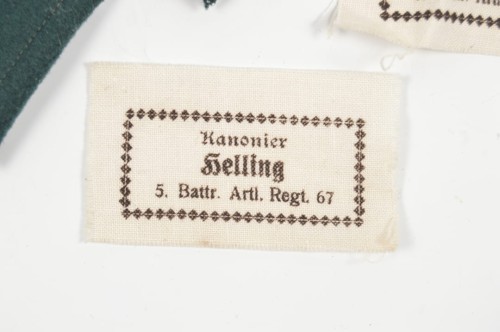 Kanonier
Helling
5. Battr. Artl. Regt. 67